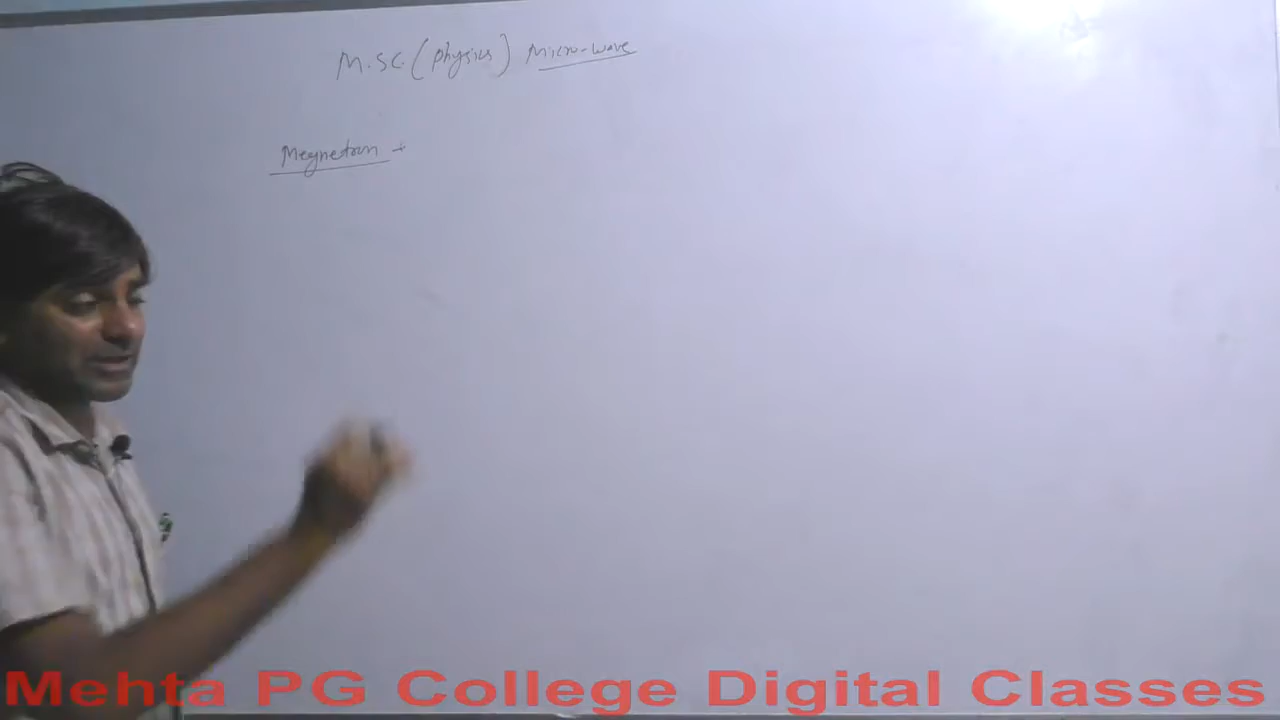 M.SC. (Physics) Micro-wave
Megnetron →
Mehta PG College Digital Classes